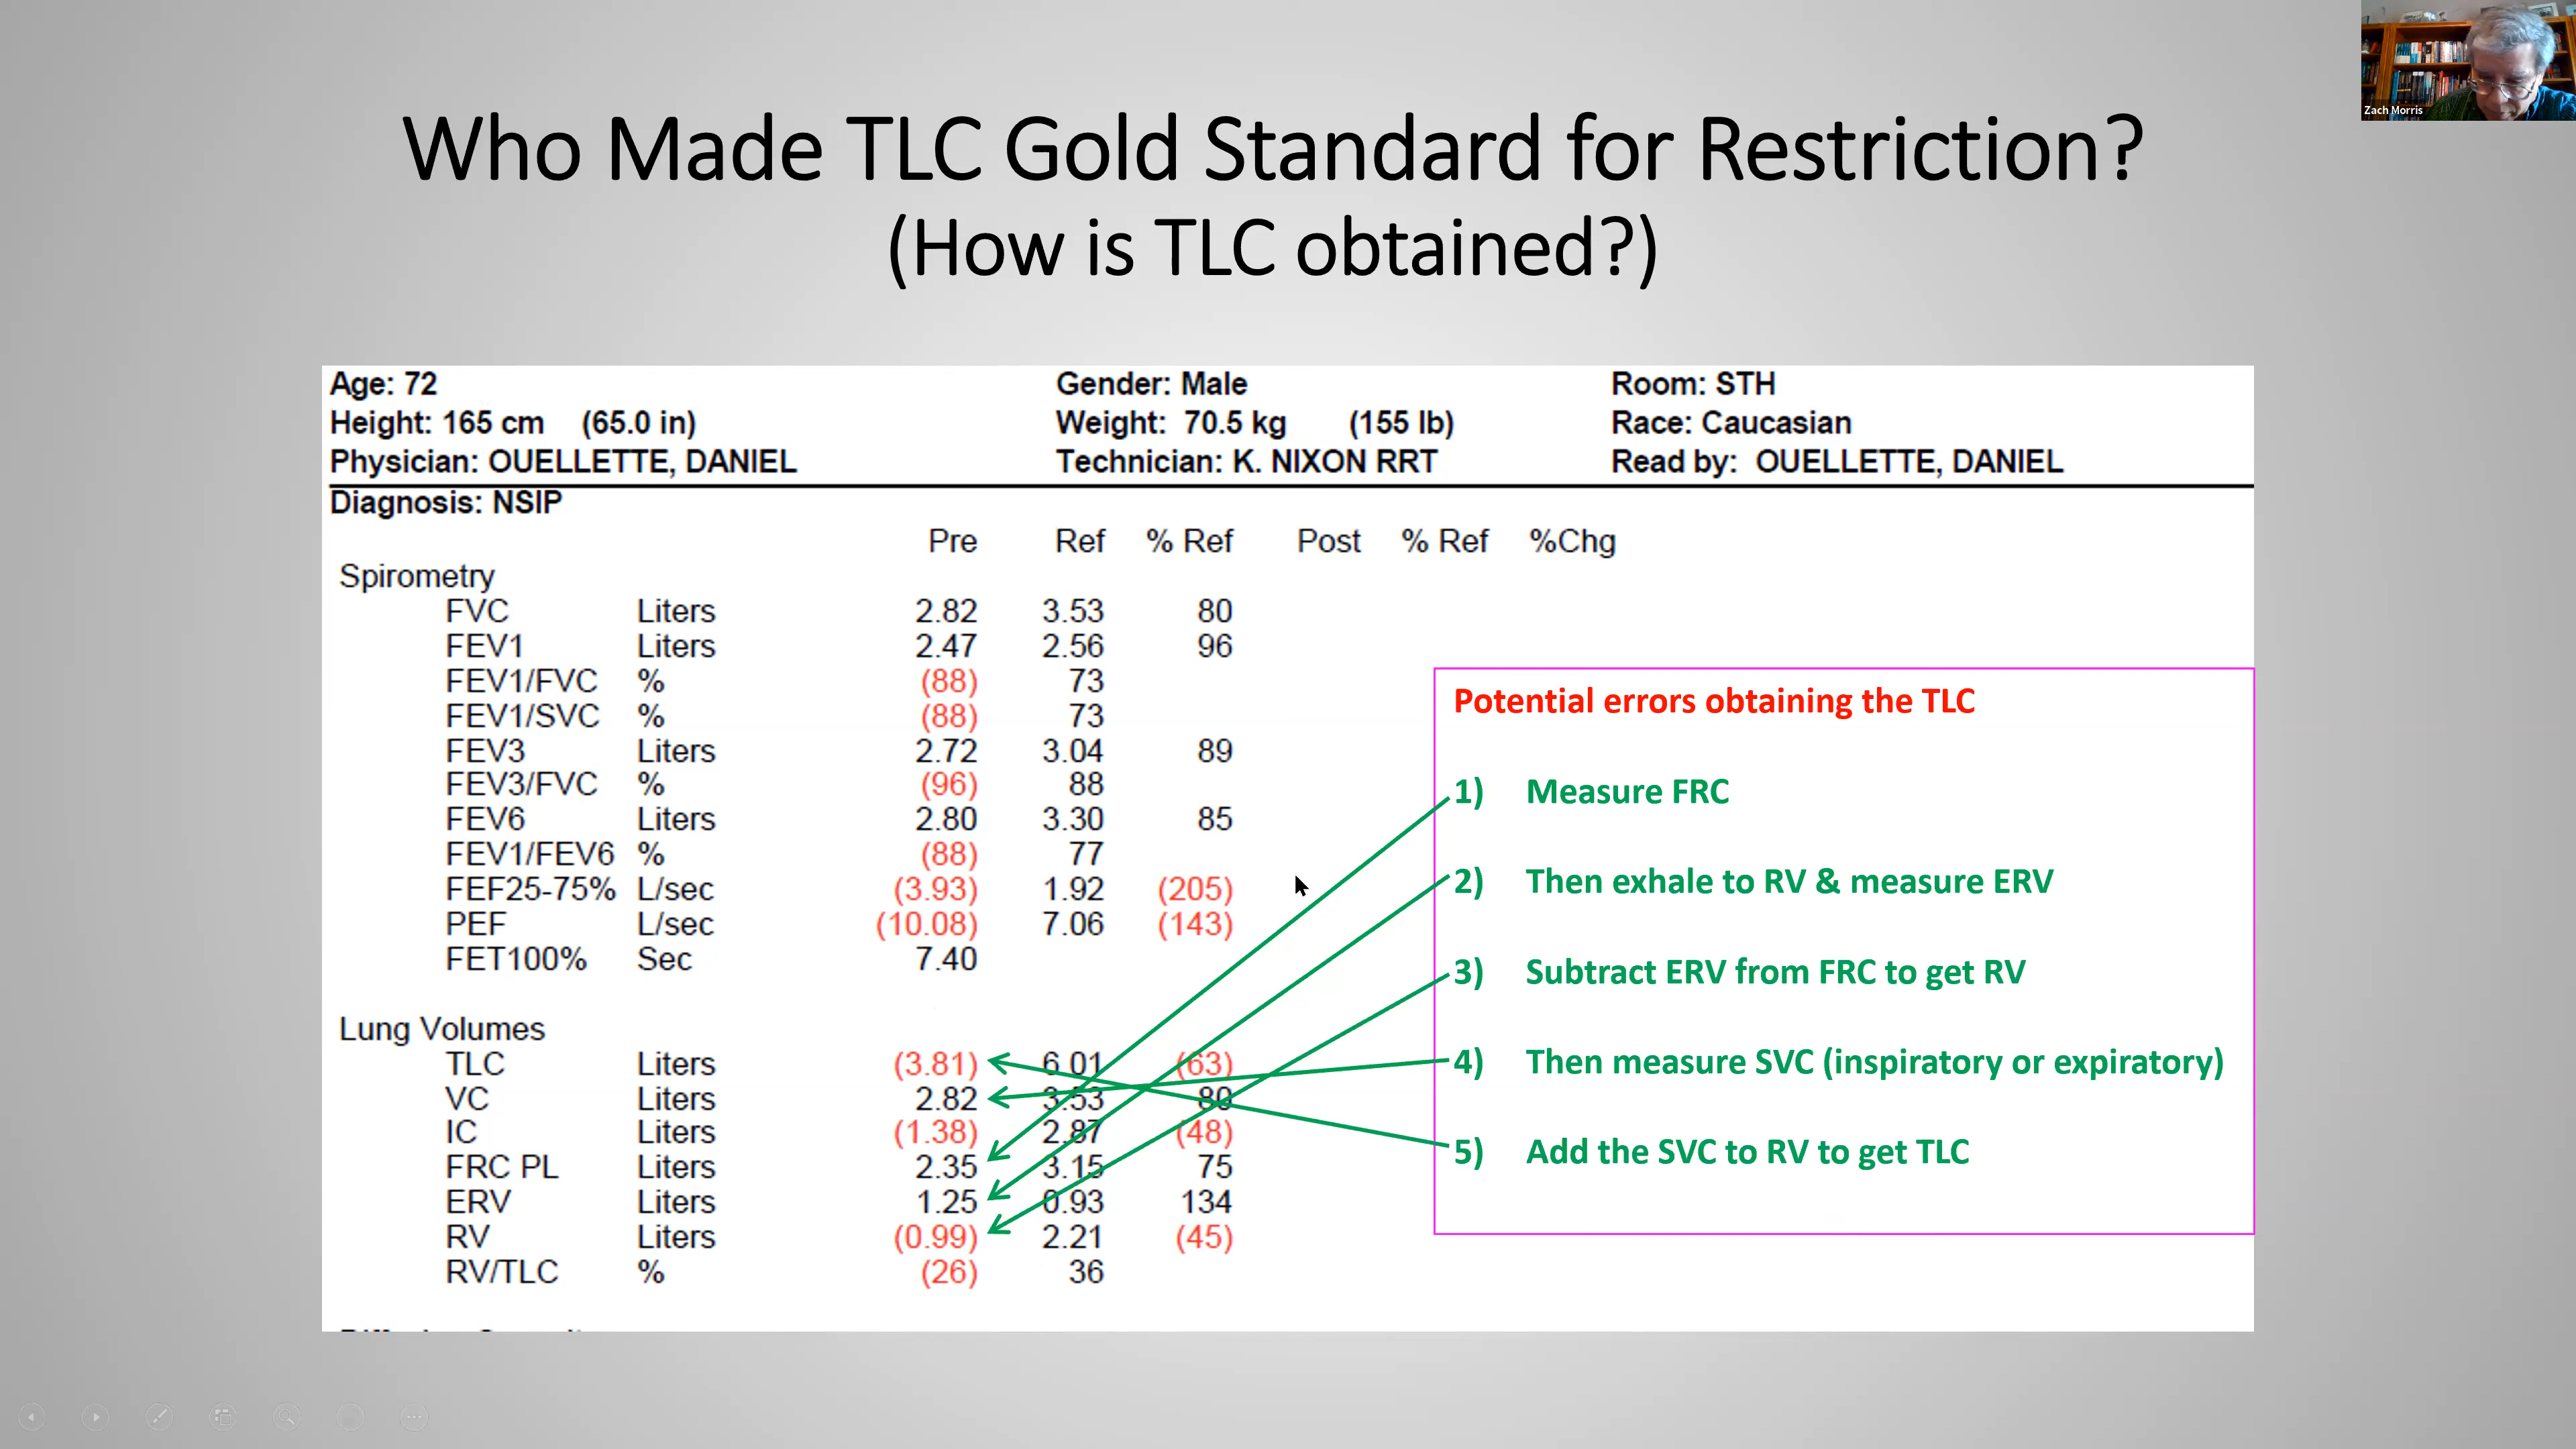 Zach Morris
Who Made TLC Gold Standard for Restriction?
(How is TLC obtained?)
Age: 72 Gender: Male Room: STH
Height: 165 cm (65.0 in) Weight: 70.5 kg (155 lb) Race: Caucasian
Physician: OUELLETTE, DANIEL Technician: K. NIXON RRT Read by: OUELLETTE, DANIEL
Diagnosis: NSIP
Pre Ref % Ref Post % Ref %Chg
Spirometry
FVC Liters 2.82 3.53 80
FEV1 Liters 2.47 2.56 96
FEV1/FVC % (88) 73
FEV1/SVC % (88) 73
FEV3 Liters 2.72 3.04 89
FEV3/FVC % (96) 88
FEV6 Liters 2.80 3.30 85
FEV1/FEV6 % (88) 77
FEF25-75% L/sec (3.93) 1.92 (205)
PEF L/sec (10.08) 7.06 (143)
FET100% Sec 7.40
Lung Volumes
TLC Liters (3.81) 6.01 (63)
VC Liters 2.82 3.53 80
IC Liters (1.38) 2.87 (48)
FRC PL Liters 2.35 3.15 75
ERV Liters 1.25 0.93 134
RV Liters (0.99) 2.21 (45)
RV/TLC % (26) 36
Potential errors obtaining the TLC
1) Measure FRC
2) Then exhale to RV & measure ERV
3) Subtract ERV from FRC to get RV
4) Then measure SVC (inspiratory or expiratory)
5) Add the SVC to RV to get TLC